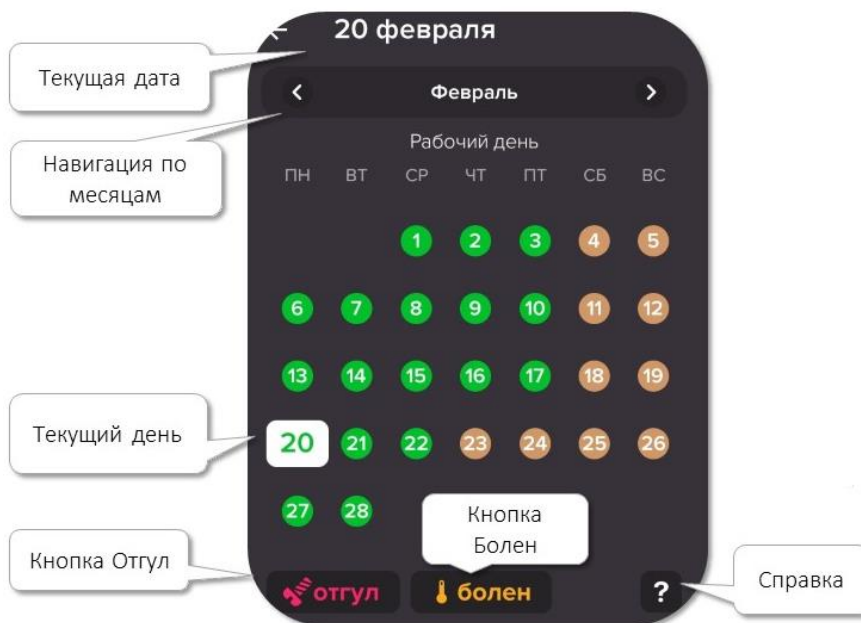 20 февраля
Текущая дата
Февраль
Навигация по
месяцам
Рабочий день
ПН ВТ СР ЧТ ПТ СБ ВС
1 2 3 4 5
6 7 8 9 10 11 12
13 14 15 16 17 18 19
Текущий день
20 21 22 23 24 25 26
27 28
Кнопка
Болен
Кнопка Отгул
отгул
болен
?
Справка